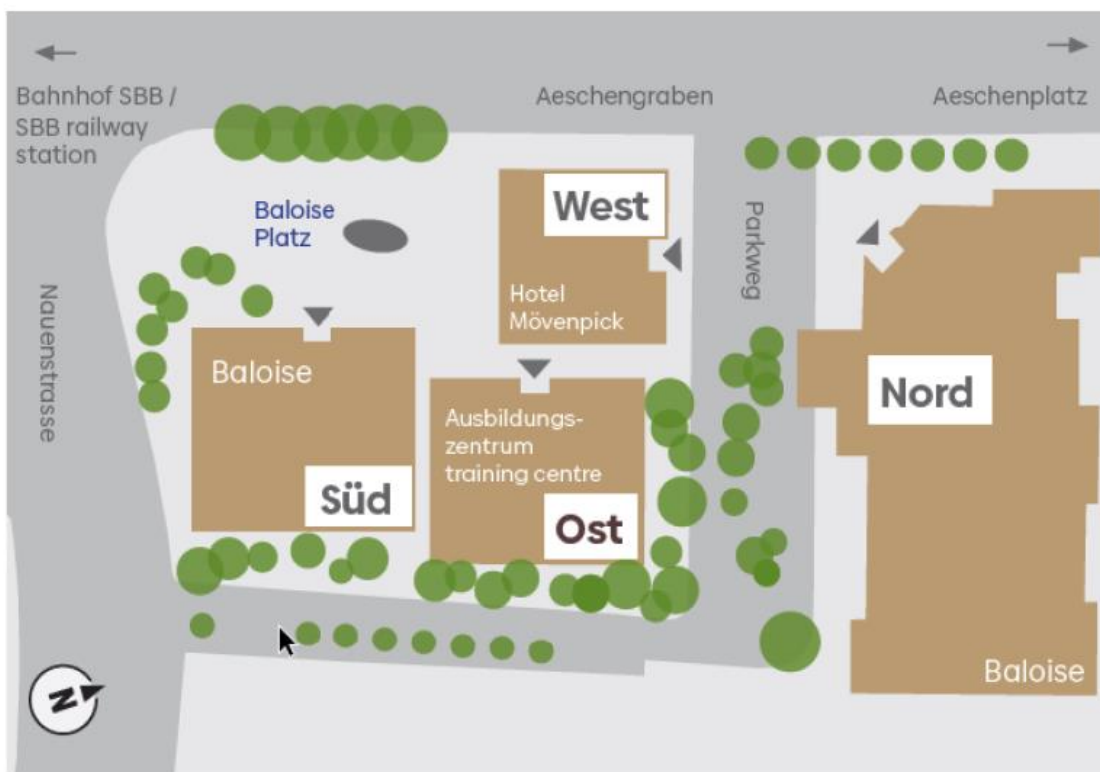 Bahnhof SBB /
SBB railway
station
Aeschengraben
Aeschenplatz
Baloise
Platz
West
Hotel
Mövenpick
Parkweg
Nauenstrasse
Baloise
Süd
Ausbildungs-
zentrum
training centre
Ost
Nord
Baloise
N